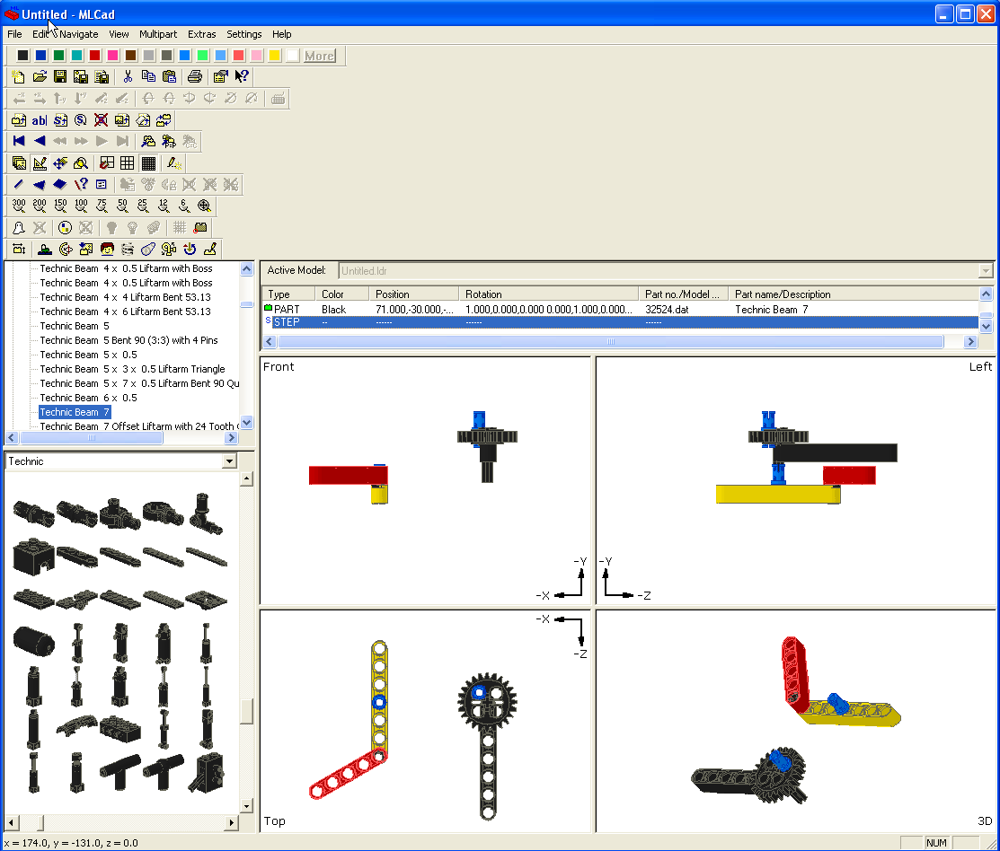 ML
Untitled - MLCad
File Edit Navigate View Multipart Extras Settings Help
More
300 200 150 100 75 50 25 12 6
Technic Beam 4 x 0.5 Liftarm with Boss
Technic Beam 4 x 0.5 Liftarm with Boss
Technic Beam 4 x 4 Liftarm Bent 53.13
Technic Beam 4 x 6 Liftarm Bent 53.13
Technic Beam 5
Technic Beam 5 Bent 90 (3:3) with 4 Pins
Technic Beam 5 x 0.5
Technic Beam 5 x 3 x 0.5 Liftarm Triangle
Technic Beam 5 x 7 x 0.5 Liftarm Bent 90 Qu
Technic Beam 6 x 0.5
Technic Beam 7
Technic Beam 7 Offset Liftarm with 24 Tooth
Technic
Active Model: Untitled.ldr
Type Color Position Rotation Part no./Model ... Part name/Description
PART Black 71.000,-30.000,-... 1.000,0.000,0.000 0.000,1.000,0.000... 32524.dat Technic Beam 7
S STEP -- ------ ------ ------
Front
-Y
-X
Left
-Y
-Z
-X
-Z
Top
3D
x = 174.0, y = -131.0, z = 0.0
NUM